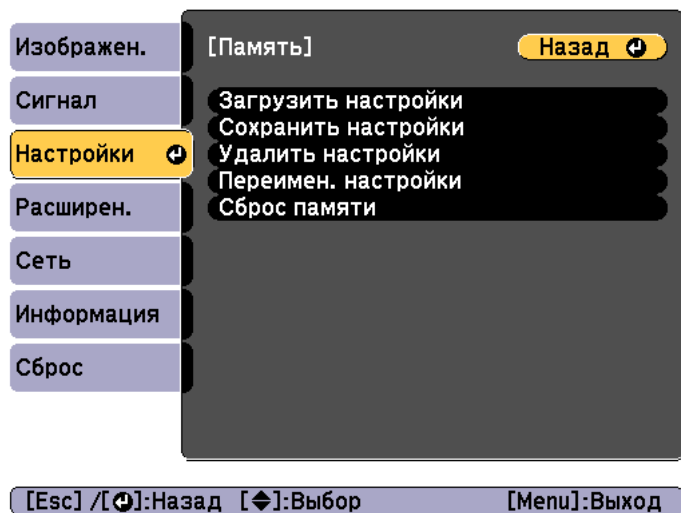 Изображен.
Сигнал
Настройки
Расширен.
Сеть
Информация
Сброс
[Память]
Назад
Загрузить настройки
Сохранить настройки
Удалить настройки
Переимен. настройки
Сброс памяти
[Esc] /[⏎]:Назад [◆]:Выбор [Menu]:Выход